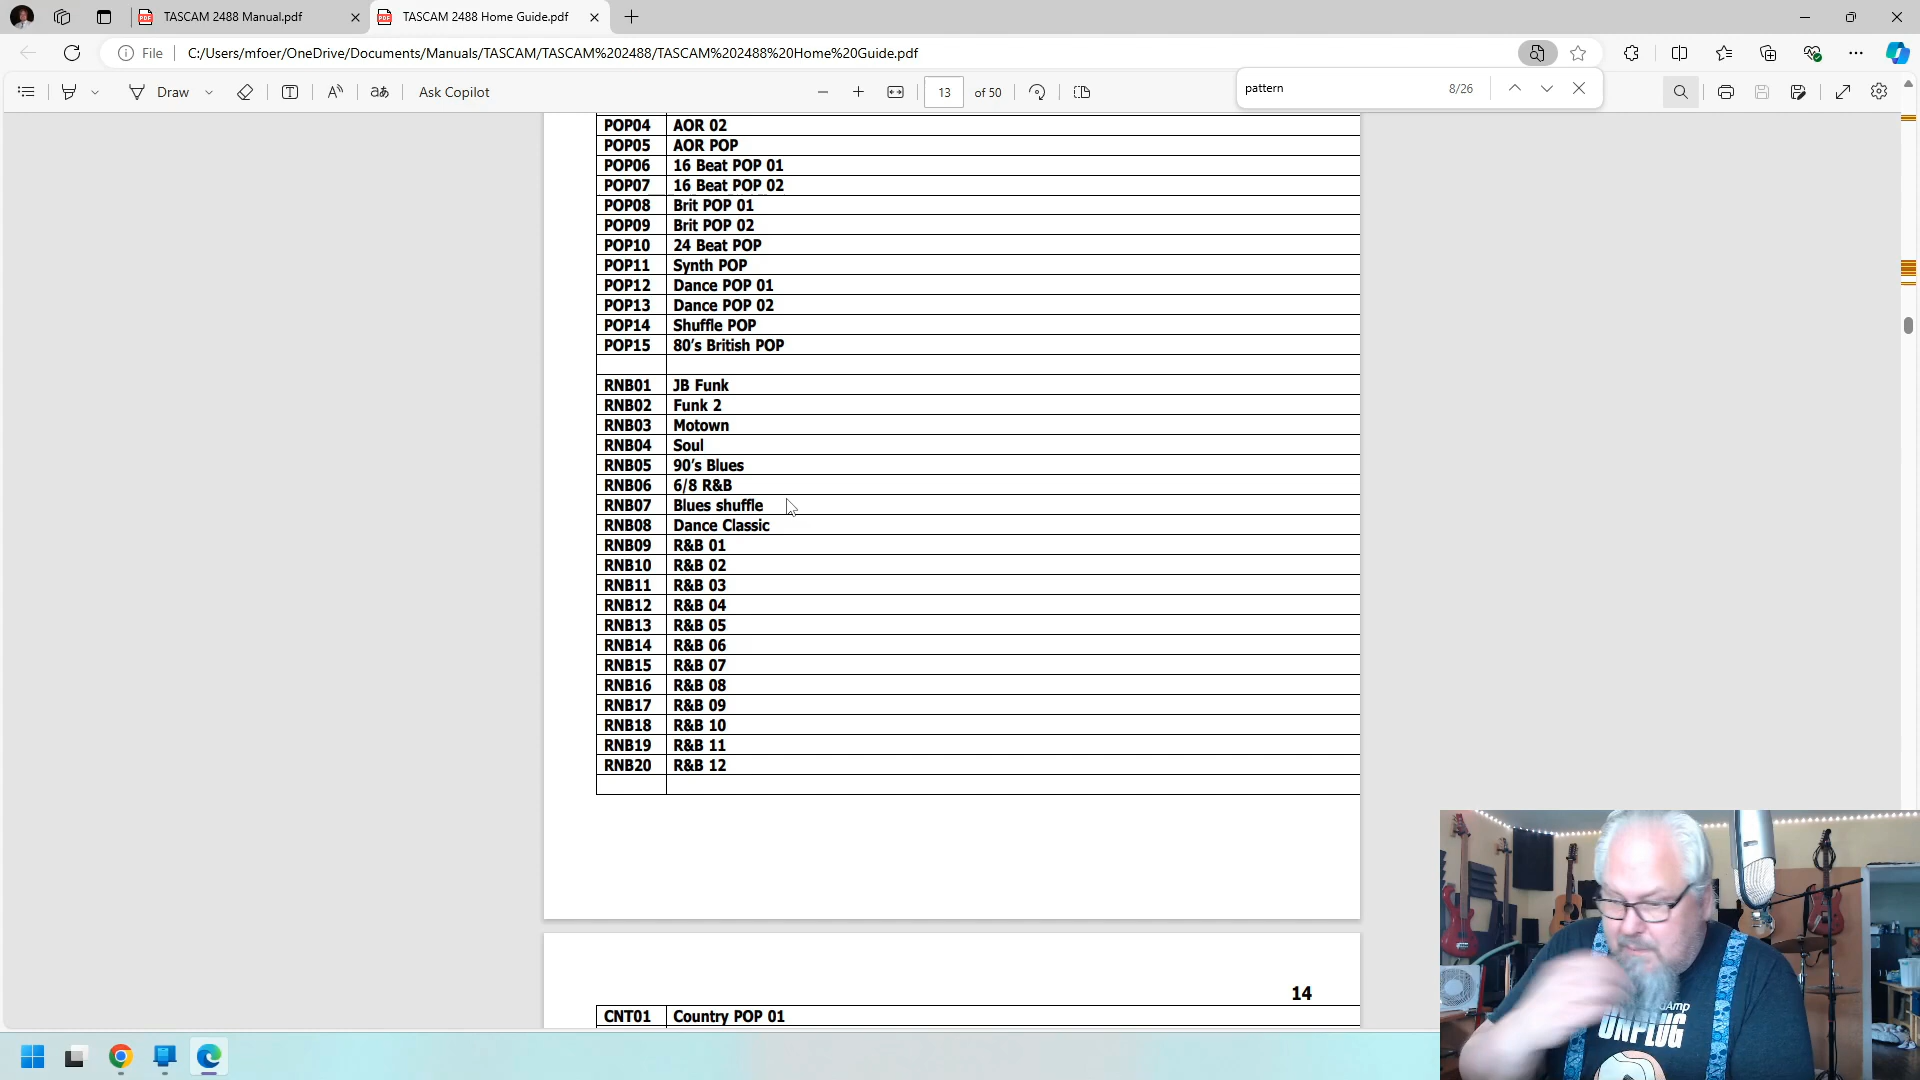 TASCAM 2488 Manual.pdf
TASCAM 2488 Home Guide.pdf
File
C:/Users/mfoer/OneDrive/Documents/Manuals/TASCAM/TASCAM%202488/TASCAM%202488%20Home%20Guide.pdf
Draw
aあ
Ask Copilot
13 of 50
pattern
8/26
POP04 AOR 02
POP05 AOR POP
POP06 16 Beat POP 01
POP07 16 Beat POP 02
POP08 Brit POP 01
POP09 Brit POP 02
POP10 24 Beat POP
POP11 Synth POP
POP12 Dance POP 01
POP13 Dance POP 02
POP14 Shuffle POP
POP15 80's British POP
RNB01 JB Funk
RNB02 Funk 2
RNB03 Motown
RNB04 Soul
RNB05 90's Blues
RNB06 6/8 R&B
RNB07 Blues shuffle
RNB08 Dance Classic
RNB09 R&B 01
RNB10 R&B 02
RNB11 R&B 03
RNB12 R&B 04
RNB13 R&B 05
RNB14 R&B 06
RNB15 R&B 07
RNB16 R&B 08
RNB17 R&B 09
RNB18 R&B 10
RNB19 R&B 11
RNB20 R&B 12
14
CNT01 Country POP 01
UNPLUG